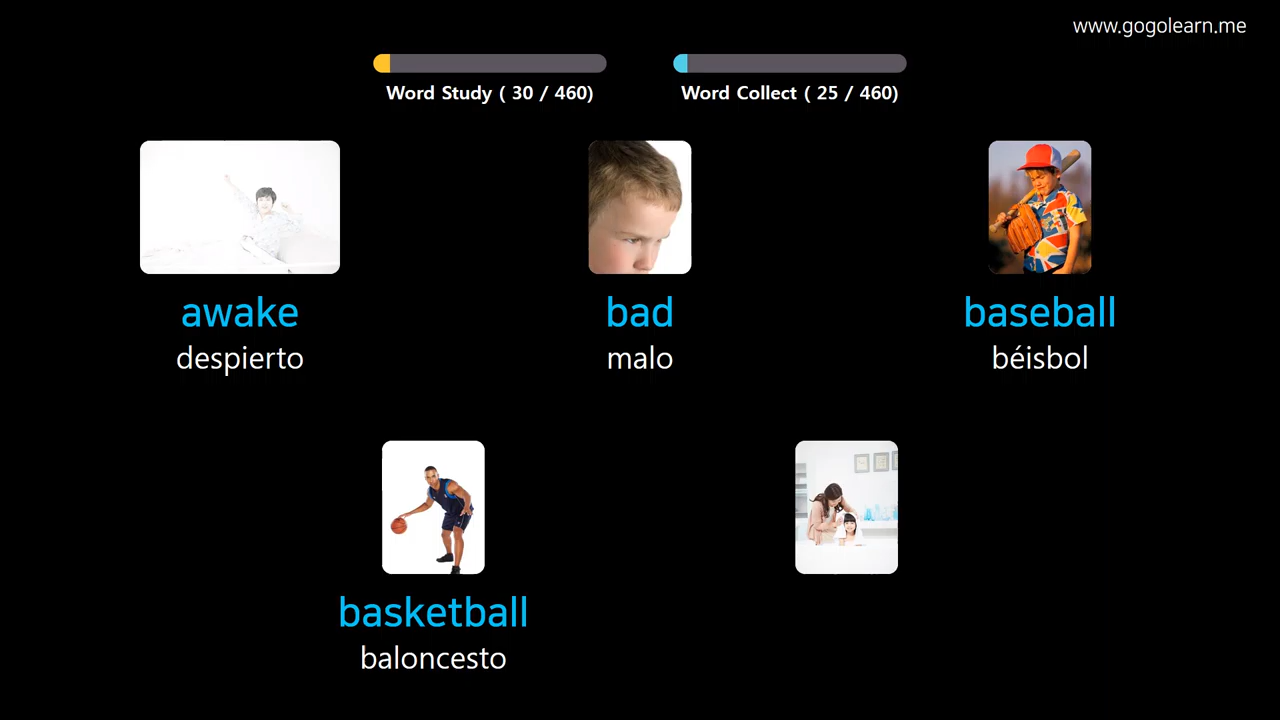 www.gogolearn.me
Word Study ( 30 / 460)
Word Collect ( 25 / 460)
awake
despierto
bad
malo
baseball
béisbol
basketball
baloncesto